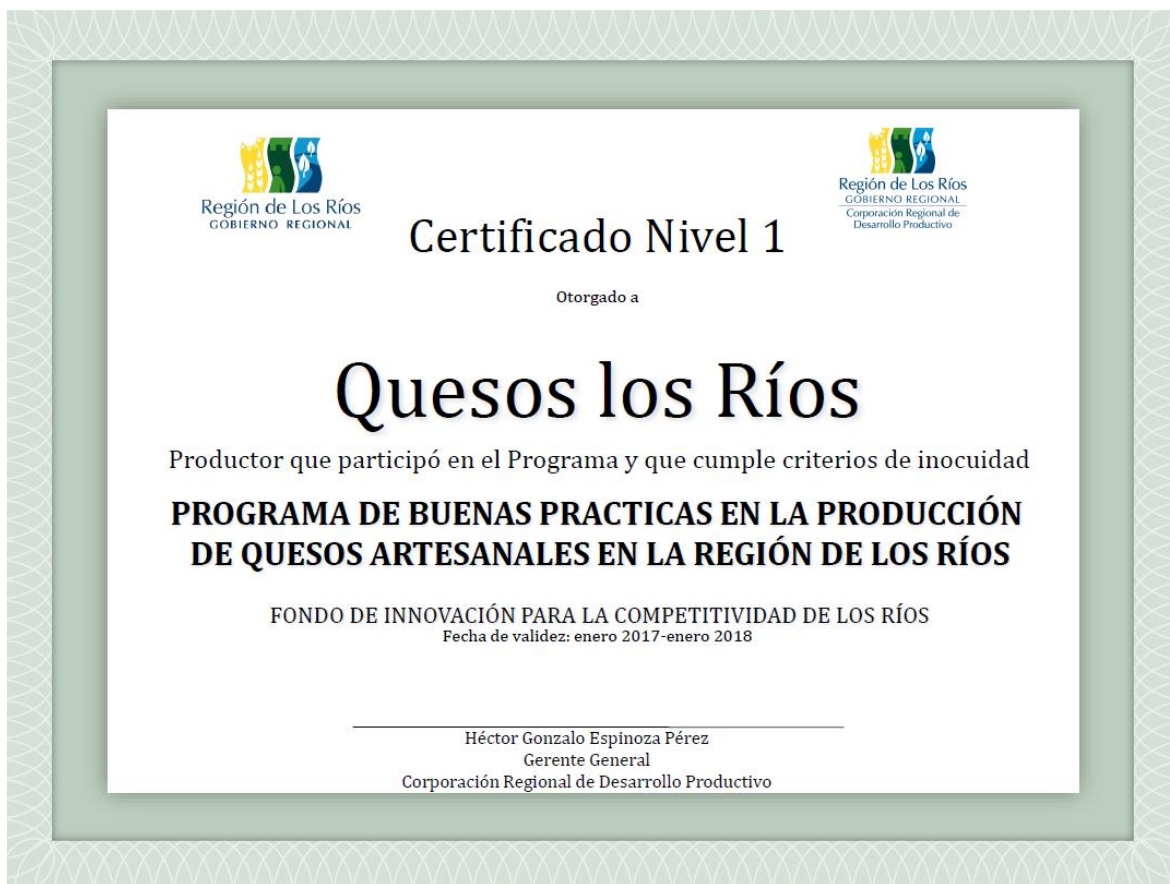 Región de Los Ríos
GOBIERNO REGIONAL
Región de Los Ríos
GOBIERNO REGIONAL
Corporación Regional de
Desarrollo Productivo
Certificado Nivel 1
Otorgado a
Quesos los Ríos
Productor que participó en el Programa y que cumple criterios de inocuidad
PROGRAMA DE BUENAS PRACTICAS EN LA PRODUCCIÓN
DE QUESOS ARTESANALES EN LA REGIÓN DE LOS RÍOS
FONDO DE INNOVACIÓN PARA LA COMPETITIVIDAD DE LOS RÍOS
Fecha de validez: enero 2017-enero 2018
Héctor Gonzalo Espinoza Pérez
Gerente General
Corporación Regional de Desarrollo Productivo